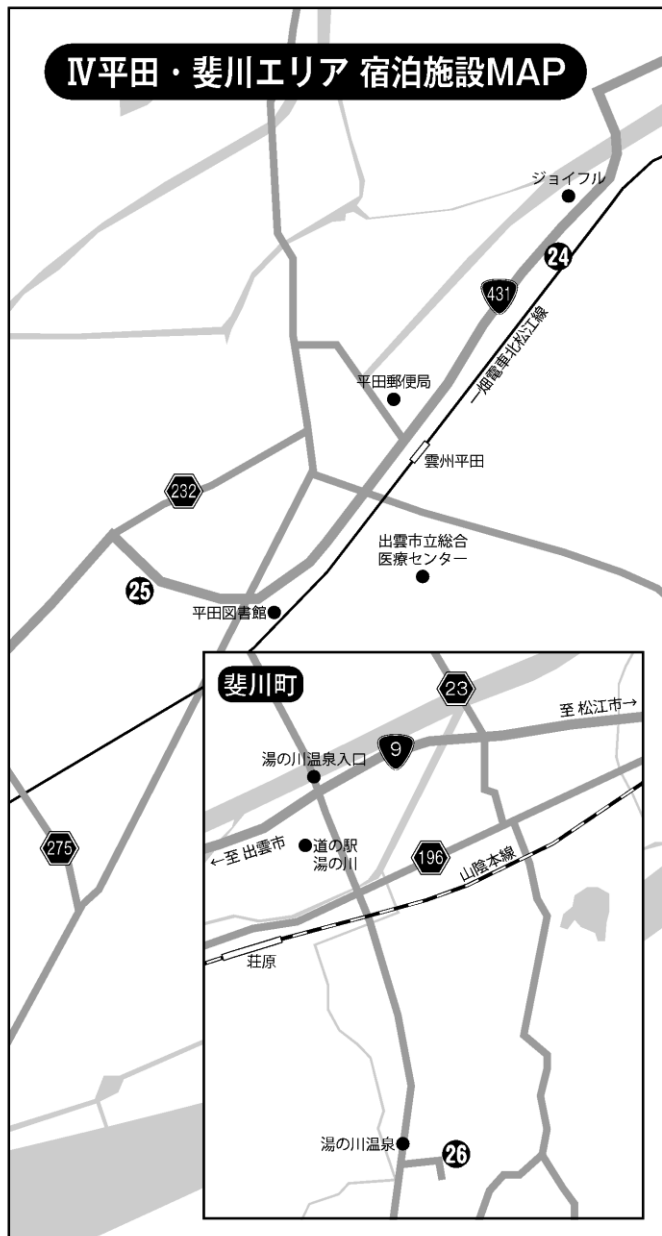 Ⅳ平田・斐川エリア 宿泊施設MAP
ジョイフル
24
431
一畑電車北松江線
平田郵便局
雲州平田
232
出雲市立総合
医療センター
25
平田図書館
275
斐川町
23
至 松江市→
9
湯の川温泉入口
←至 出雲市
道の駅
湯の川
196
山陰本線
荘原
湯の川温泉
26